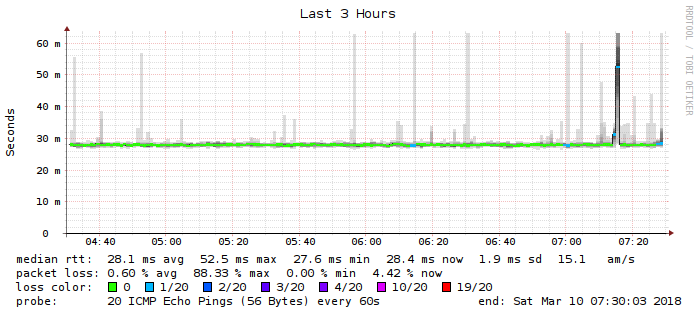 Last 3 Hours
RRDTOOL / TOBI OETIKER
Seconds
60 m
50 m
40 m
30 m
20 m
10 m
0
04:40 05:00 05:20 05:40 06:00 06:20 06:40 07:00 07:20
median rtt: 28.1 ms avg 52.5 ms max 27.6 ms min 28.4 ms now 1.9 ms sd 15.1 am/s
packet loss: 0.60 % avg 88.33 % max 0.00 % min 4.42 % now
loss color: 0 1/20 2/20 3/20 4/20 10/20 19/20
probe: 20 ICMP Echo Pings (56 Bytes) every 60s end: Sat Mar 10 07:30:03 2018